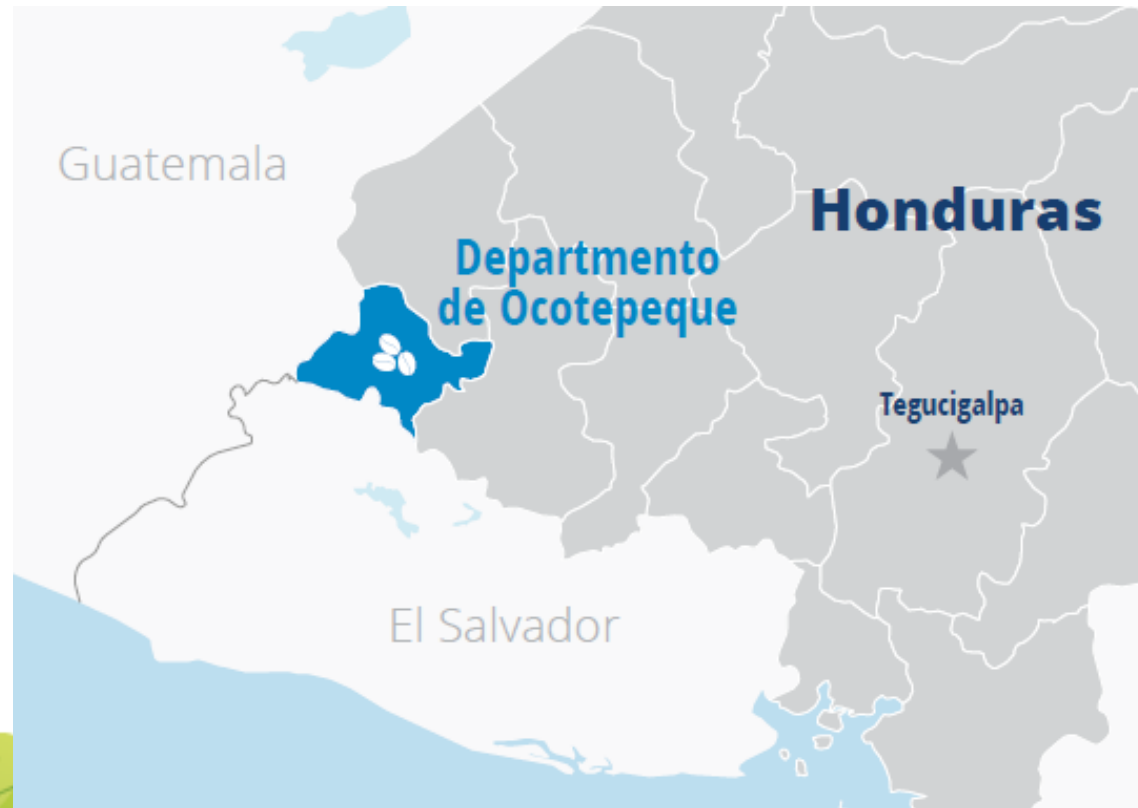 Guatemala
Honduras
Departmento
de Ocotepeque
Tegucigalpa
El Salvador